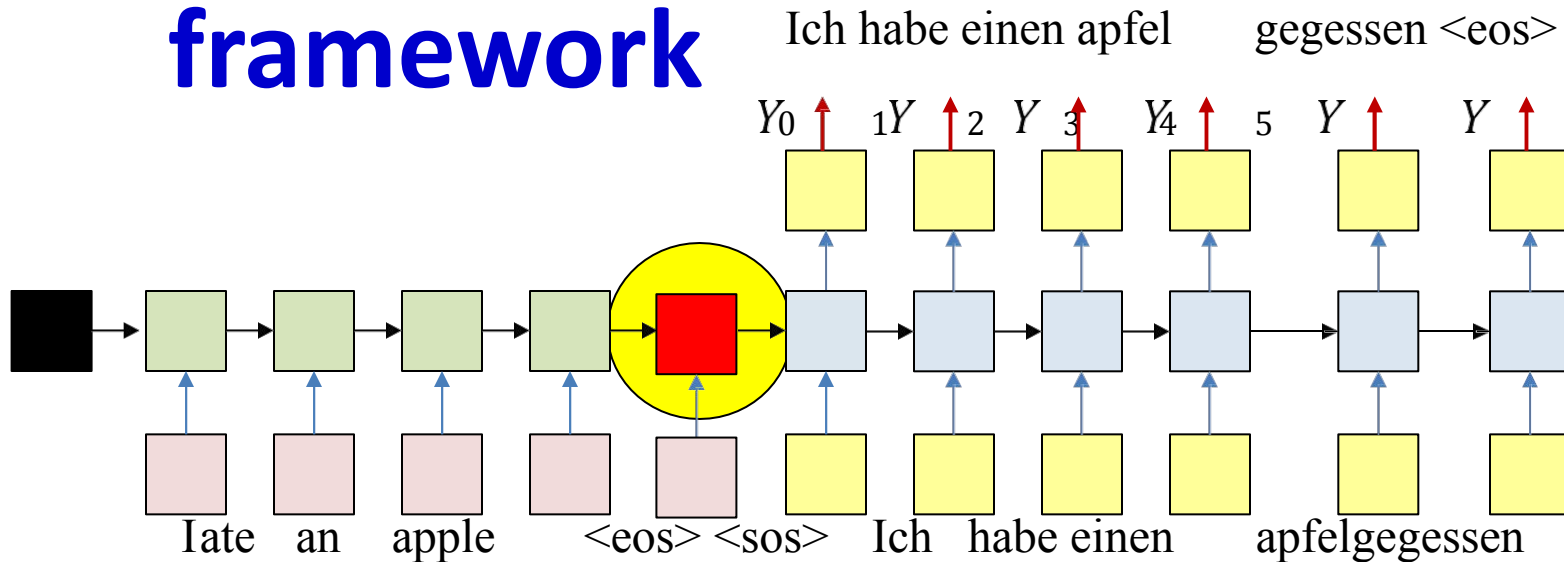 framework
Ich habe einen apfel gegessen <eos>
Y0 1Y 2 Y 3 Y4 5 Y Y
Iate an apple <eos> <sos> Ich habe einen apfelgegessen